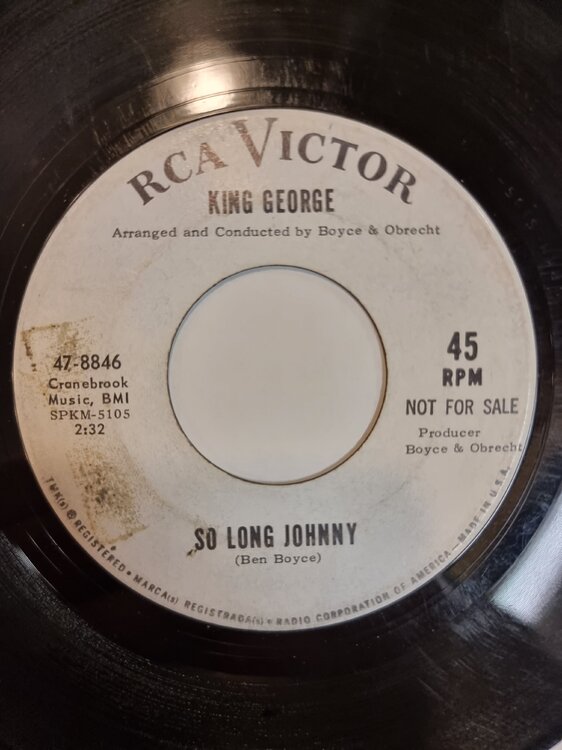 RCA VICTOR
KING GEORGE
Arranged and Conducted by Boyce & Obrecht
47-8846
Cranebrook
Music, BMI
SPKM-5105
2:32
45
RPM
NOT FOR SALE
Producer
Boyce & Obrecht
SO LONG JOHNNY
(Ben Boyce)
TMK(s) ® REGISTERED • MARCA(s) REGISTRADA(s) • RADIO CORPORATION OF AMERICA—MADE IN U.S.A.